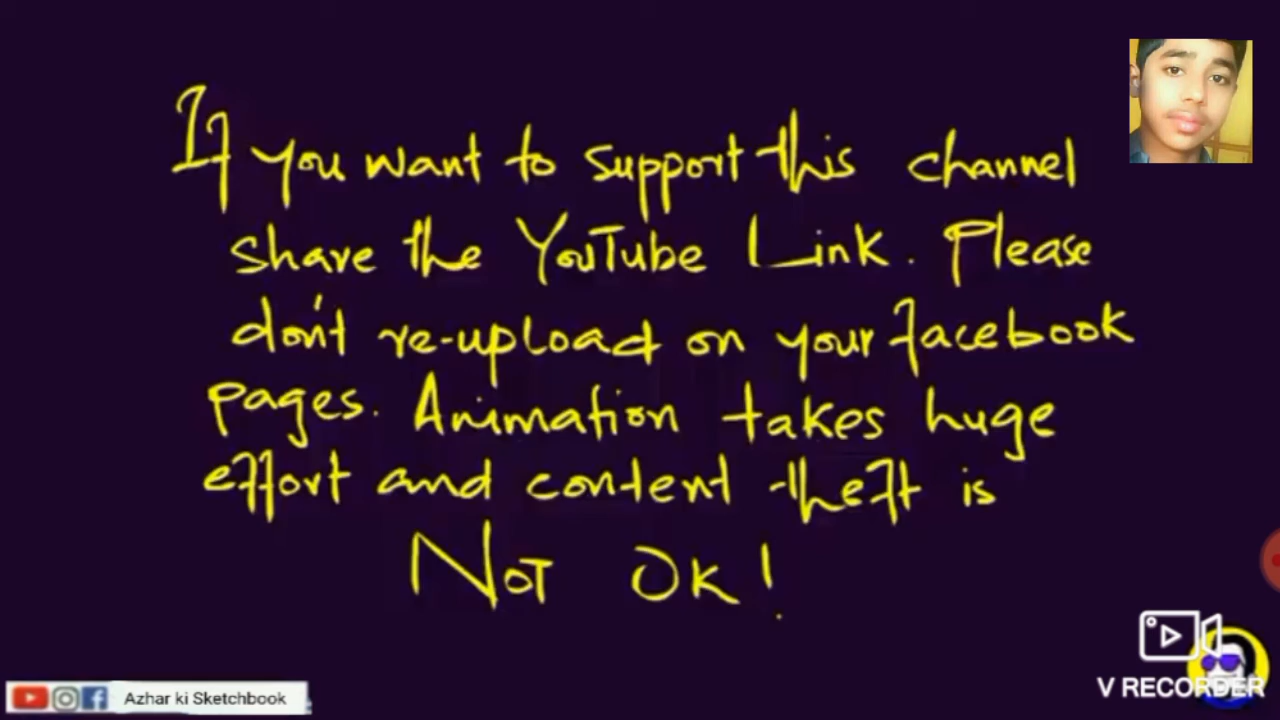 If you want to support this channel
share the YouTube Link. Please
don't re-upload on your facebook
pages. Animation takes huge
effort and content theft is
NOT OK!
Azhar ki Sketchbook
V RECORDER